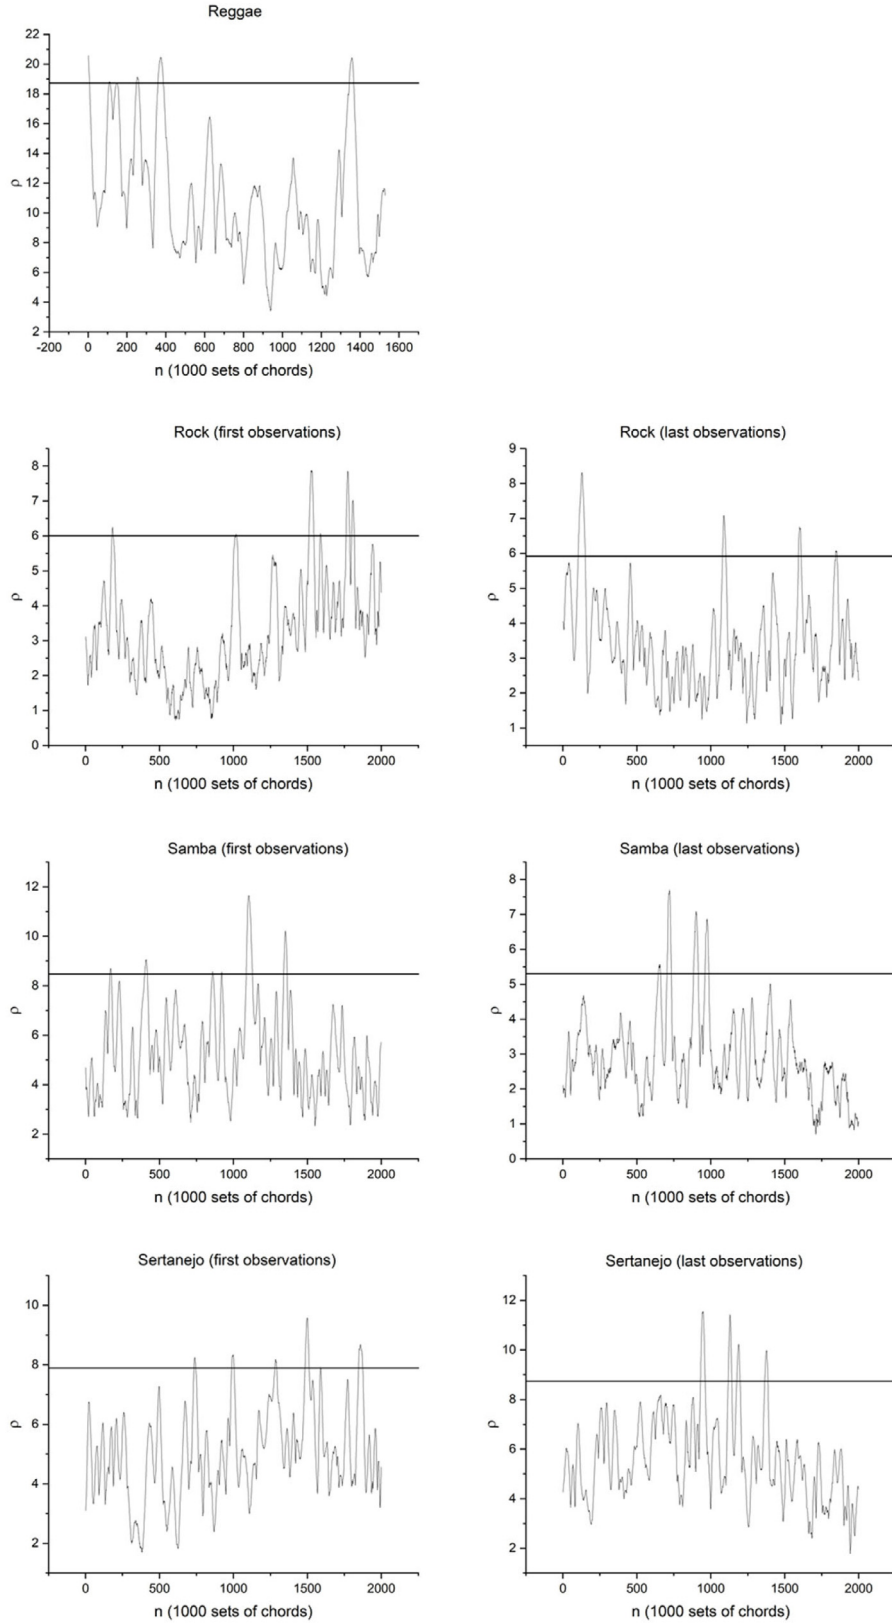 Reggae
22
20
18
16
14
12
10
8
6
4
2
ρ
-200 0 200 400 600 800 1000 1200 1400 1600
n (1000 sets of chords)
Rock (first observations)
8
7
6
5
4
3
2
1
0
ρ
0 500 1000 1500 2000
n (1000 sets of chords)
Rock (last observations)
9
8
7
6
5
4
3
2
1
ρ
0 500 1000 1500 2000
n (1000 sets of chords)
Samba (first observations)
12
10
8
6
4
2
ρ
0 500 1000 1500 2000
n (1000 sets of chords)
Samba (last observations)
8
7
6
5
4
3
2
1
0
ρ
0 500 1000 1500 2000
n (1000 sets of chords)
Sertanejo (first observations)
10
8
6
4
2
ρ
0 500 1000 1500 2000
n (1000 sets of chords)
Sertanejo (last observations)
12
10
8
6
4
2
ρ
0 500 1000 1500 2000
n (1000 sets of chords)